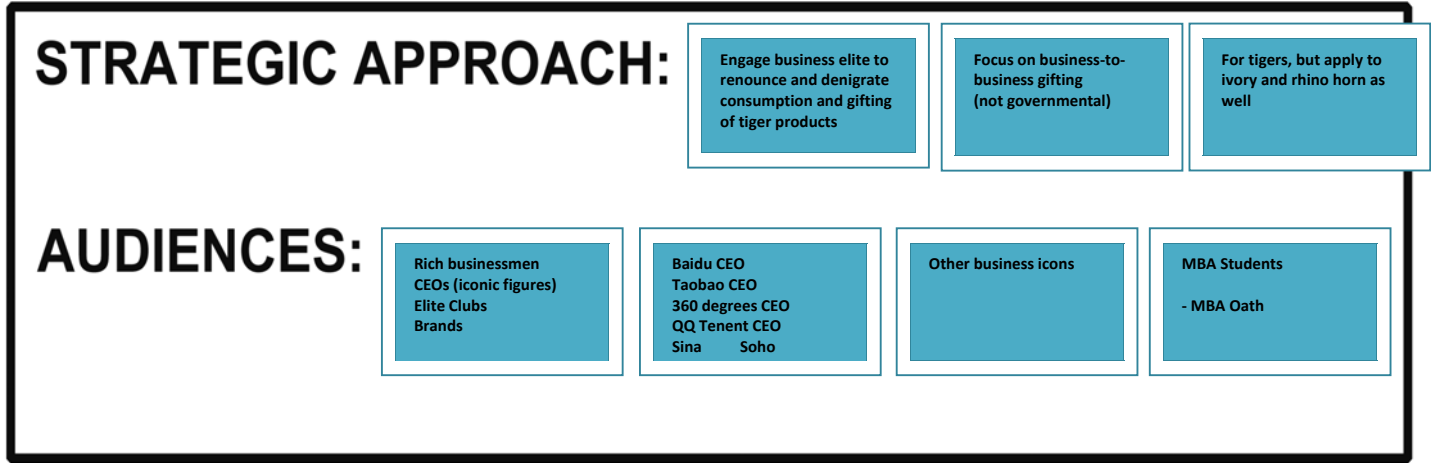 STRATEGIC APPROACH:
Engage business elite to
renounce and denigrate
consumption and gifting
of tiger products
Focus on business-to-
business gifting
(not governmental)
For tigers, but apply to
ivory and rhino horn as
well
AUDIENCES:
Rich businessmen
CEOs (iconic figures)
Elite Clubs
Brands
Baidu CEO
Taobao CEO
360 degrees CEO
QQ Tenent CEO
Sina Soho
Other business icons
MBA Students
- MBA Oath